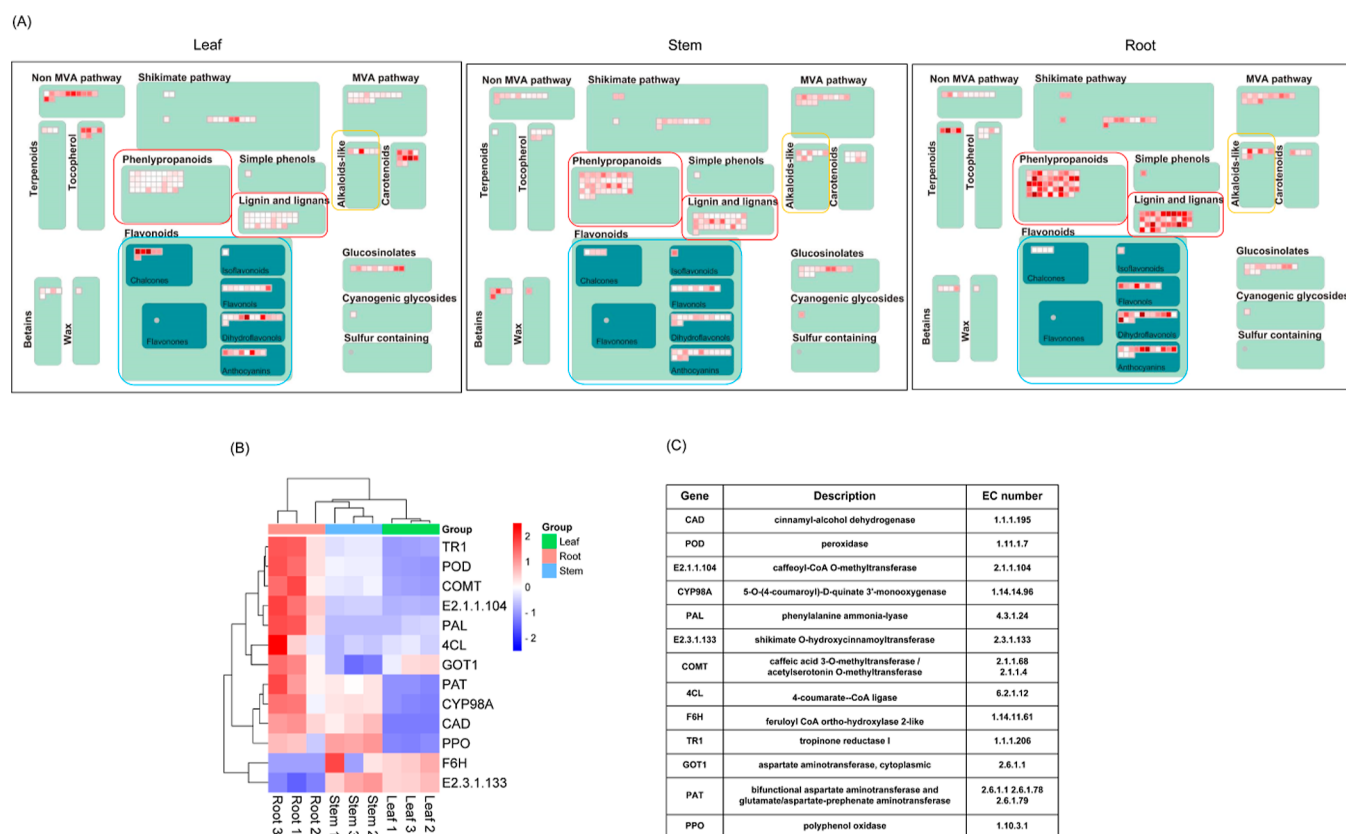 (A)
Leaf
Stem
Root
Non MVA pathway
Shikimate pathway
MVA pathway
Terpenoids
Tocopherol
Phenlypropanoids
Simple phenols
Alkaloids-like
Carotenoids
Lignin and lignans
Flavonoids
Chalcones
Isoflavonoids
Flavonols
Flavonones
Dihydroflavonols
Anthocyanins
Glucosinolates
Cyanogenic glycosides
Sulfur containing
Betains
Wax
Non MVA pathway
Shikimate pathway
MVA pathway
Terpenoids
Tocopherol
Phenlypropanoids
Simple phenols
Alkaloids-like
Carotenoids
Lignin and lignans
Flavonoids
Chalcones
Isoflavonoids
Flavonols
Flavonones
Dihydroflavonols
Anthocyanins
Glucosinolates
Cyanogenic glycosides
Sulfur containing
Betains
Wax
Non MVA pathway
Shikimate pathway
MVA pathway
Terpenoids
Tocopherol
Phenlypropanoids
Simple phenols
Alkaloids-like
Carotenoids
Lignin and lignans
Flavonoids
Chalcones
Isoflavonoids
Flavonols
Flavonones
Dihydroflavonols
Anthocyanins
Glucosinolates
Cyanogenic glycosides
Sulfur containing
Betains
Wax
(B)
Group
TR1
POD
COMT
E2.1.1.104
PAL
4CL
GOT1
PAT
CYP98A
CAD
PPO
F6H
E2.3.1.133
Root 3
Root 1
Root 2
Stem 1
Stem 3
Stem 2
Leaf 1
Leaf 3
Leaf 2
2
1
0
- 1
- 2
Group
Leaf
Root
Stem
(C)
Gene Description EC number
CAD cinnamyl-alcohol dehydrogenase 1.1.1.195
POD peroxidase 1.11.1.7
E2.1.1.104 caffeoyl-CoA O-methyltransferase 2.1.1.104
CYP98A 5-O-(4-coumaroyl)-D-quinate 3'-monooxygenase 1.14.14.96
PAL phenylalanine ammonia-lyase 4.3.1.24
E2.3.1.133 shikimate O-hydroxycinnamoyltransferase 2.3.1.133
COMT caffeic acid 3-O-methyltransferase / 2.1.1.68
acetylserotonin O-methyltransferase 2.1.1.4
4CL 4-coumarate--CoA ligase 6.2.1.12
F6H feruloyl CoA ortho-hydroxylase 2-like 1.14.11.61
TR1 tropinone reductase I 1.1.1.206
GOT1 aspartate aminotransferase, cytoplasmic 2.6.1.1
PAT bifunctional aspartate aminotransferase and 2.6.1.1 2.6.1.78
glutamate/aspartate-prephenate aminotransferase 2.6.1.79
PPO polyphenol oxidase 1.10.3.1